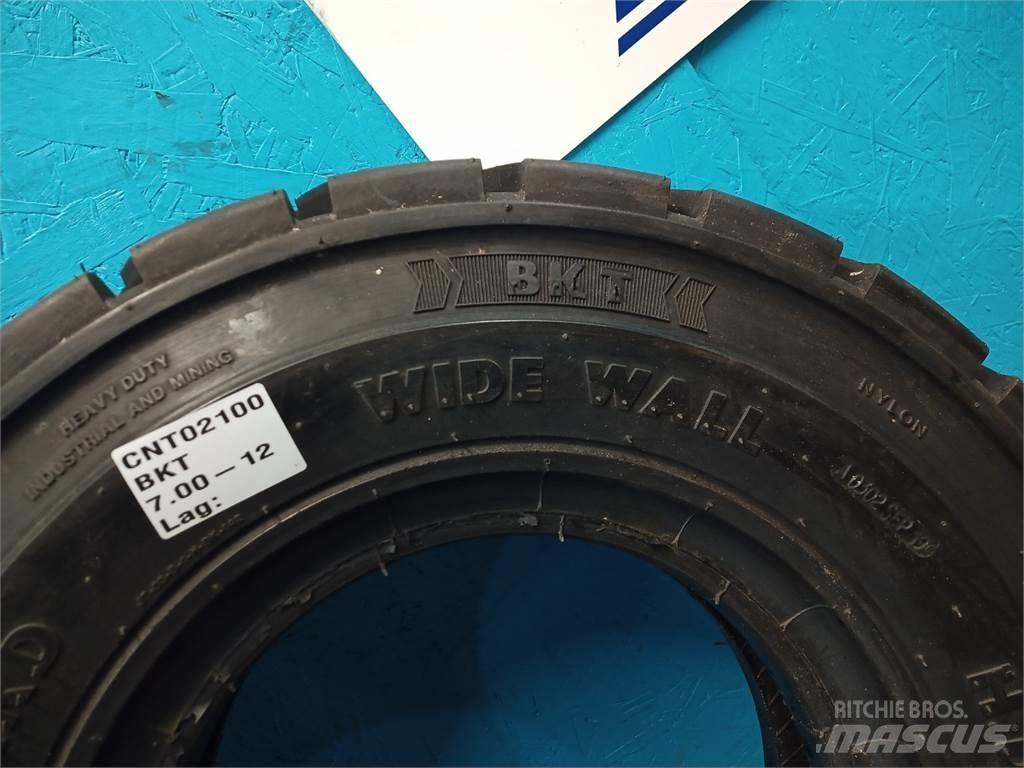 BKT
WIDE WALL
HEAVY DUTY
INDUSTRIAL AND MINING
NYLON
CNT02100
BKT
7.00-12
Lag:
RITCHIE BROS.
MASCUS